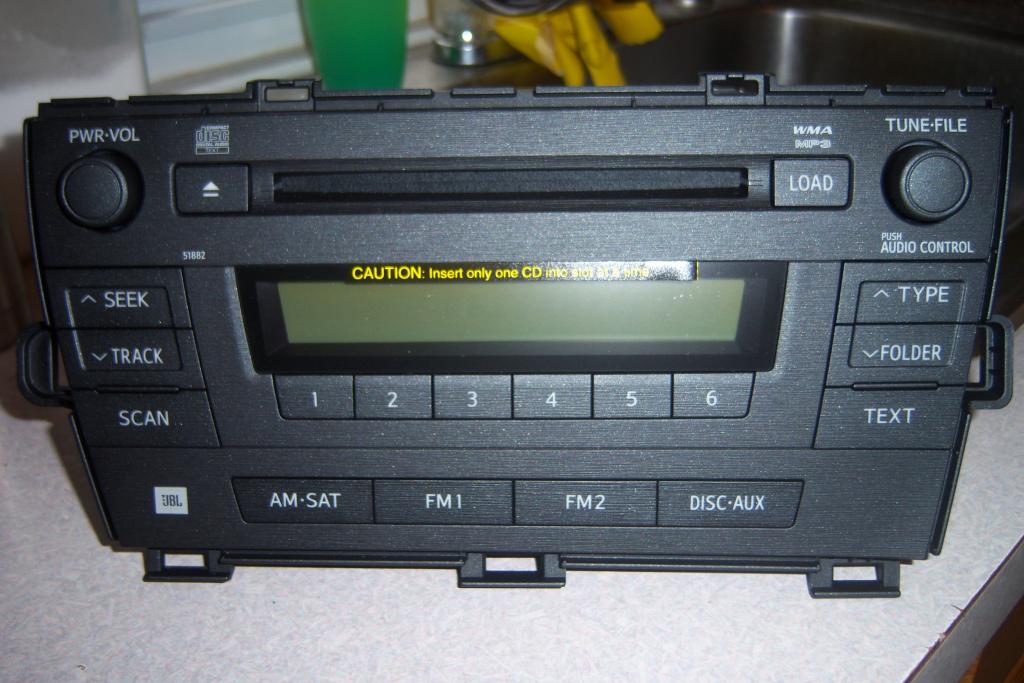 PWR·VOL
COMPACT
disc
DIGITAL AUDIO
TEXT
WMA
MP3
TUNE·FILE
LOAD
PUSH
AUDIO CONTROL
51882
CAUTION: Insert only one CD into slot at a time
SEEK
TRACK
SCAN
TYPE
FOLDER
TEXT
1 2 3 4 5 6
JBL
AM·SAT
FM1
FM2
DISC·AUX